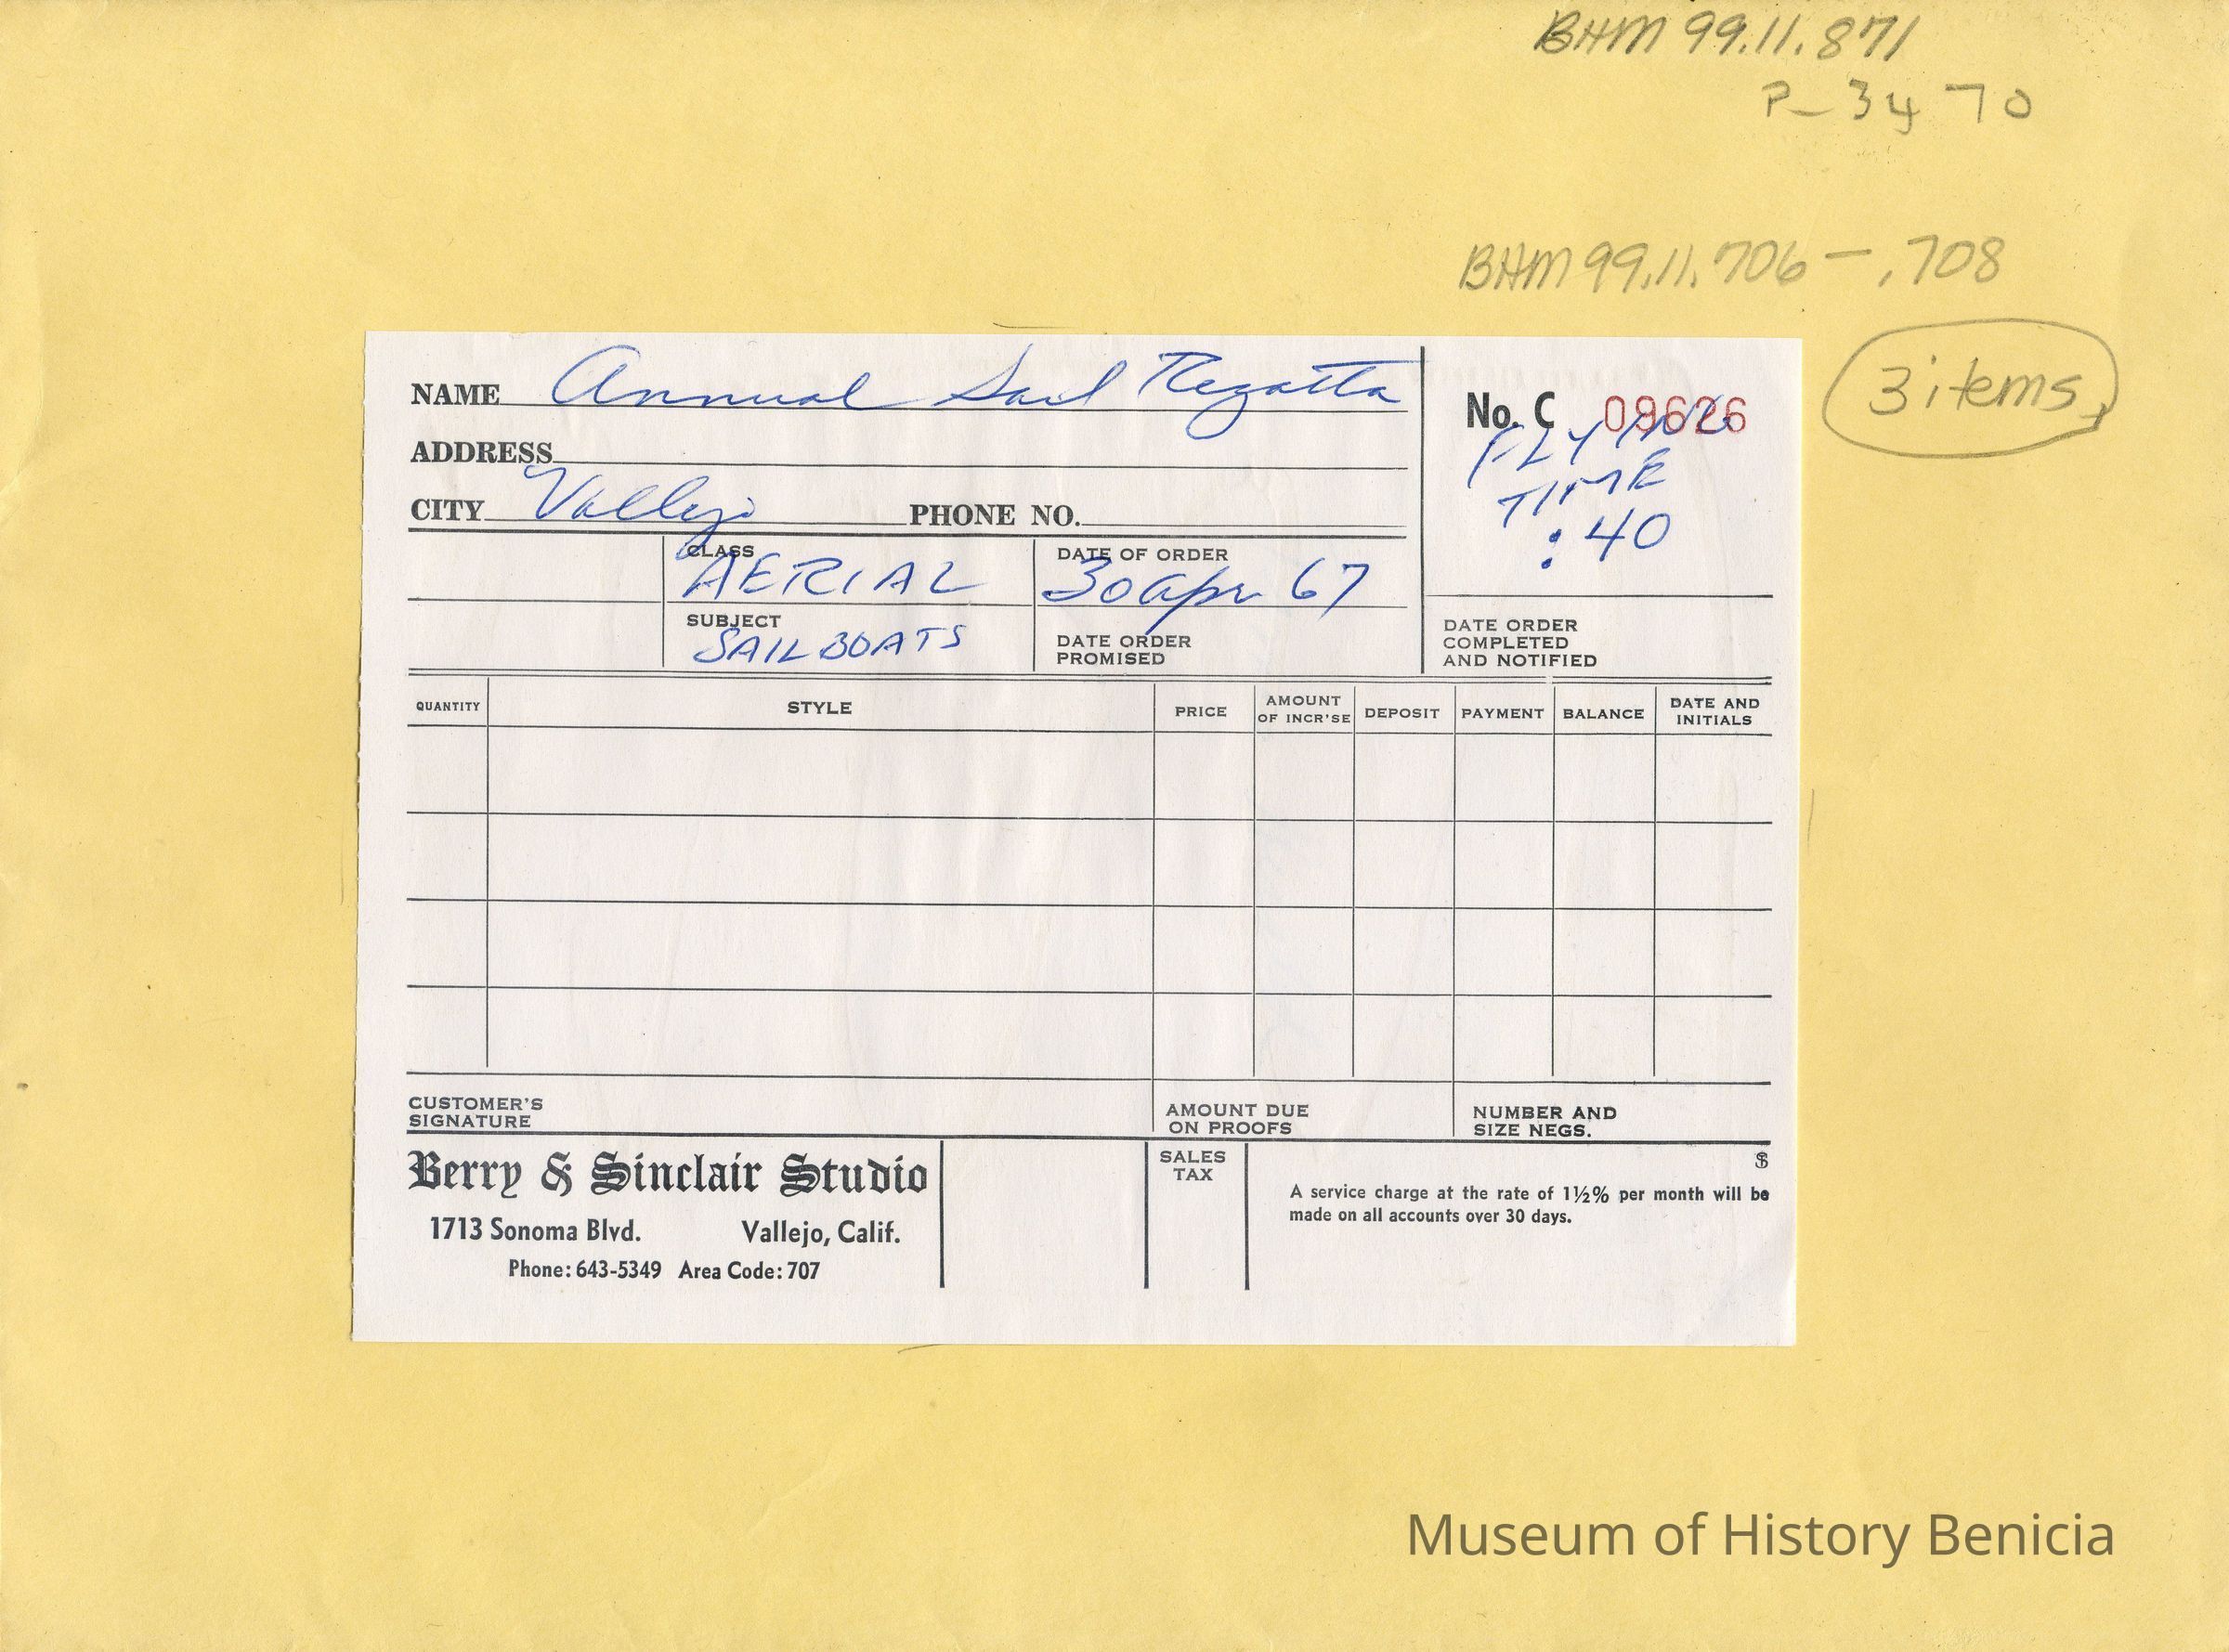 BHM 99.11.871
P-3470
BHM 99.11.706-.708
3 items
NAME Annual Sail Regatta
No. C 09626
FLYING
TIME
:40
ADDRESS
CITY Vallejo PHONE NO.
CLASS
AERIAL
DATE OF ORDER
30 Apr 67
SUBJECT
SAILBOATS
DATE ORDER
PROMISED
DATE ORDER
COMPLETED
AND NOTIFIED
QUANTITY STYLE PRICE AMOUNT OF INCR'SE DEPOSIT PAYMENT BALANCE DATE AND INITIALS
CUSTOMER'S
SIGNATURE
AMOUNT DUE
ON PROOFS
NUMBER AND
SIZE NEGS.
Berry & Sinclair Studio
1713 Sonoma Blvd. Vallejo, Calif.
Phone: 643-5349 Area Code: 707
SALES
TAX
$
A service charge at the rate of 1½% per month will be
made on all accounts over 30 days.
Museum of History Benicia